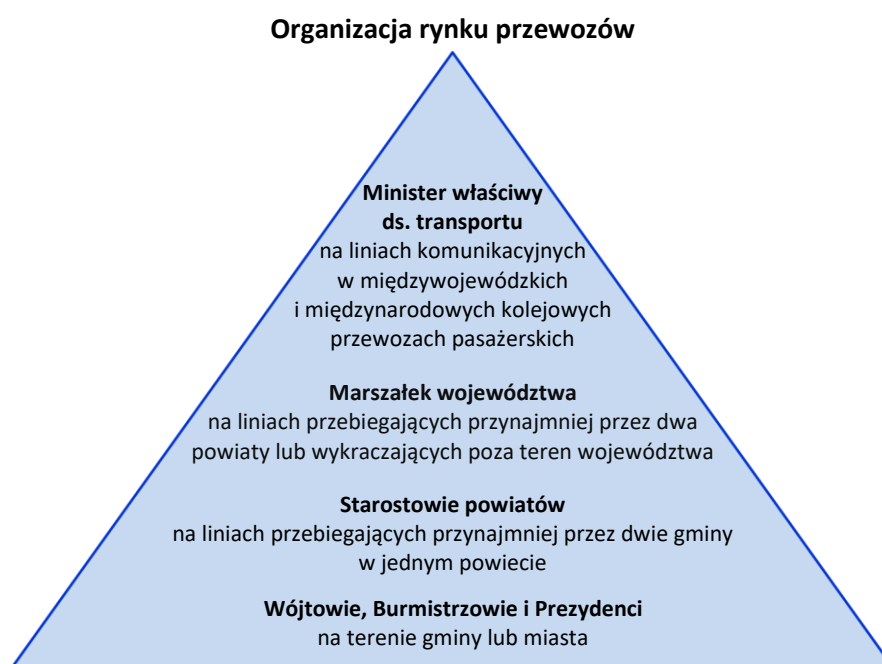 Organizacja rynku przewozów
Minister właściwy
ds. transportu
na liniach komunikacyjnych
w międzywojewódzkich
i międzynarodowych kolejowych
przewozach pasażerskich
Marszałek województwa
na liniach przebiegających przynajmniej przez dwa
powiaty lub wykraczających poza teren województwa
Starostowie powiatów
na liniach przebiegających przynajmniej przez dwie gminy
w jednym powiecie
Wójtowie, Burmistrzowie i Prezydenci
na terenie gminy lub miasta